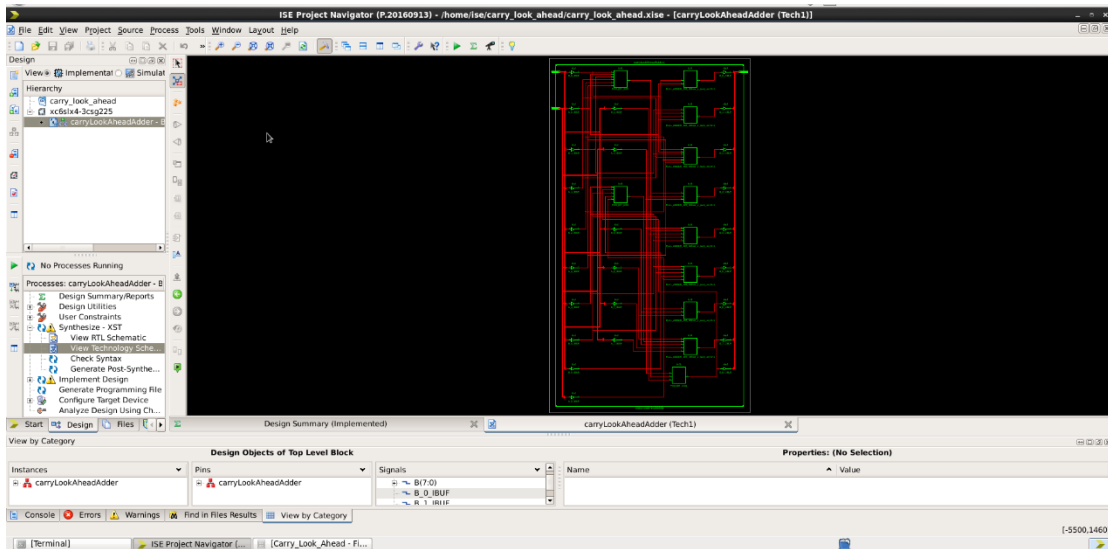 ISE Project Navigator (P.20160913) - /home/ise/carry_look_ahead/carry_look_ahead.xise - [carryLookAheadAdder (Tech1)]
File Edit View Project Source Process Tools Window Layout Help
Design
View: Implementat Simulat
Hierarchy
carry_look_ahead
xc6slx4-3csg225
carryLookAheadAdder - B
No Processes Running
Processes: carryLookAheadAdder - B
Design Summary/Reports
Design Utilities
User Constraints
Synthesize - XST
View RTL Schematic
View Technology Sche...
Check Syntax
Generate Post-Synthe...
Implement Design
Generate Programming File
Configure Target Device
Analyze Design Using Ch...
Start Design Files
Design Summary (Implemented)
carryLookAheadAdder (Tech1)
View by Category
Design Objects of Top Level Block
Properties: (No Selection)
Instances Pins Signals Name Value
carryLookAheadAdder carryLookAheadAdder B(7:0)
B_0_IBUF
B_1_IBUF
Console Errors Warnings Find in Files Results View by Category
[-5500,1460
[Terminal] ISE Project Navigator (... [Carry_Look_Ahead - Fi...